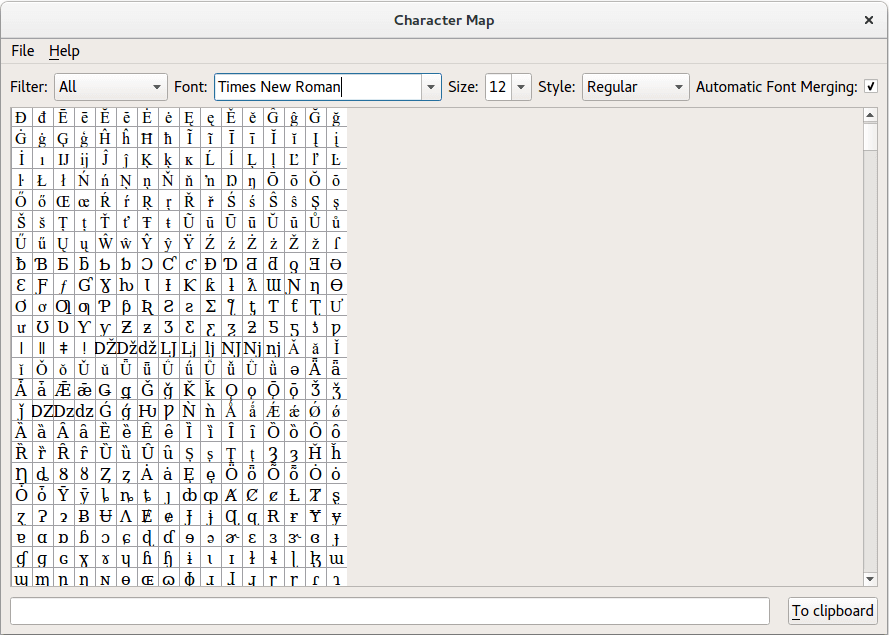 Character Map
File Help
Filter: All Font: Times New Roman Size: 12 Style: Regular Automatic Font Merging:
Đ đ Ē ē Ĕ ĕ Ė ė Ę ę Ě ě Ĝ ĝ Ğ ğ
Ġ ġ Ģ ģ Ĥ ĥ Ħ ħ Ĩ ĩ Ī ī Ĭ ĭ Į į
İ ı Ĳ ĳ Ĵ ĵ Ķ ķ ĸ Ĺ ĺ Ļ ļ Ľ ľ Ŀ
ŀ Ł ł Ń ń Ņ ņ Ň ň ŉ Ŋ ŋ Ō ō Ŏ ŏ
Ő ő Œ œ Ŕ ŕ Ŗ ŗ Ř ř Ś ś Ŝ ŝ Ş ş
Š š Ţ ţ Ť ť Ŧ ŧ Ũ ũ Ū ū Ŭ ŭ Ů ů
Ű ű Ų ų Ŵ ŵ Ŷ ŷ Ÿ Ź ź Ż ż Ž ž ſ
ƀ Ɓ Ƃ ƃ Ƅ ƅ Ɔ Ƈ ƈ Ɖ Ɗ Ƌ ƌ ƍ Ǝ Ə
Ɛ Ƒ ƒ Ɠ Ɣ ƕ Ɩ Ɨ Ƙ ƙ ƚ ƛ Ɯ Ɲ ƞ Ɵ
Ơ ơ Ƣ ƣ Ƥ ƥ Ʀ Ƨ ƨ Ʃ ƪ ƫ Ƭ ƭ Ʈ Ư
ư Ʊ Ʋ Ƴ ƴ Ƶ ƶ Ʒ Ƹ ƹ ƺ ƻ Ƽ ƽ ƾ ƿ
ǀ ǁ ǂ ǃ Ǆ ǅ ǆ Ǉ ǈ ǉ Ǌ ǋ ǌ Ǎ ǎ Ǐ
ǐ Ǒ ǒ Ǔ ǔ Ǖ ǖ Ǘ ǘ Ǚ ǚ Ǜ ǜ ǝ Ǟ ǟ
Ǡ ǡ Ǣ ǣ Ǥ ǥ Ǧ ǧ Ǩ ǩ Ǫ ǫ Ǭ ǭ Ǯ ǯ
ǰ Ǳ ǲ ǳ Ǵ ǵ Ƕ Ƿ Ǹ ǹ Ǻ ǻ Ǽ ǽ Ǿ ǿ
Ȁ ȁ Ȃ ȃ Ȅ ȅ Ȇ ȇ Ȉ ȉ Ȋ ȋ Ȍ ȍ Ȏ ȏ
Ȑ ȑ Ȓ ȓ Ȕ ȕ Ȗ ȗ Ș ș Ț ț Ȝ ȝ Ȟ ȟ
Ƞ ȡ Ȣ ȣ Ȥ ȥ Ȧ ȧ Ȩ ȩ Ȫ ȫ Ȭ ȭ Ȯ ȯ
Ȱ ȱ Ȳ ȳ ȴ ȵ ȶ ȷ ȸ ȹ Ⱥ Ȼ ȼ Ƚ Ⱦ ȿ
ɀ Ɂ ɂ Ƀ Ʉ Ʌ Ɇ ɇ Ɉ ɉ Ɋ ɋ Ɍ ɍ Ɏ ɏ
ɐ ɑ ɒ ɓ ɔ ɕ ɖ ɗ ɘ ə ɚ ɛ ɜ ɝ ɞ ɟ
ɠ ɡ ɢ ɣ ɤ ɥ ɦ ɧ ɨ ɩ ɪ ɫ ɬ ɭ ɮ ɯ
ɰ ɱ ɲ ɳ ɴ ɵ ɶ ɷ ɸ ɹ ɺ ɻ ɼ ɽ ɾ ɿ
To clipboard